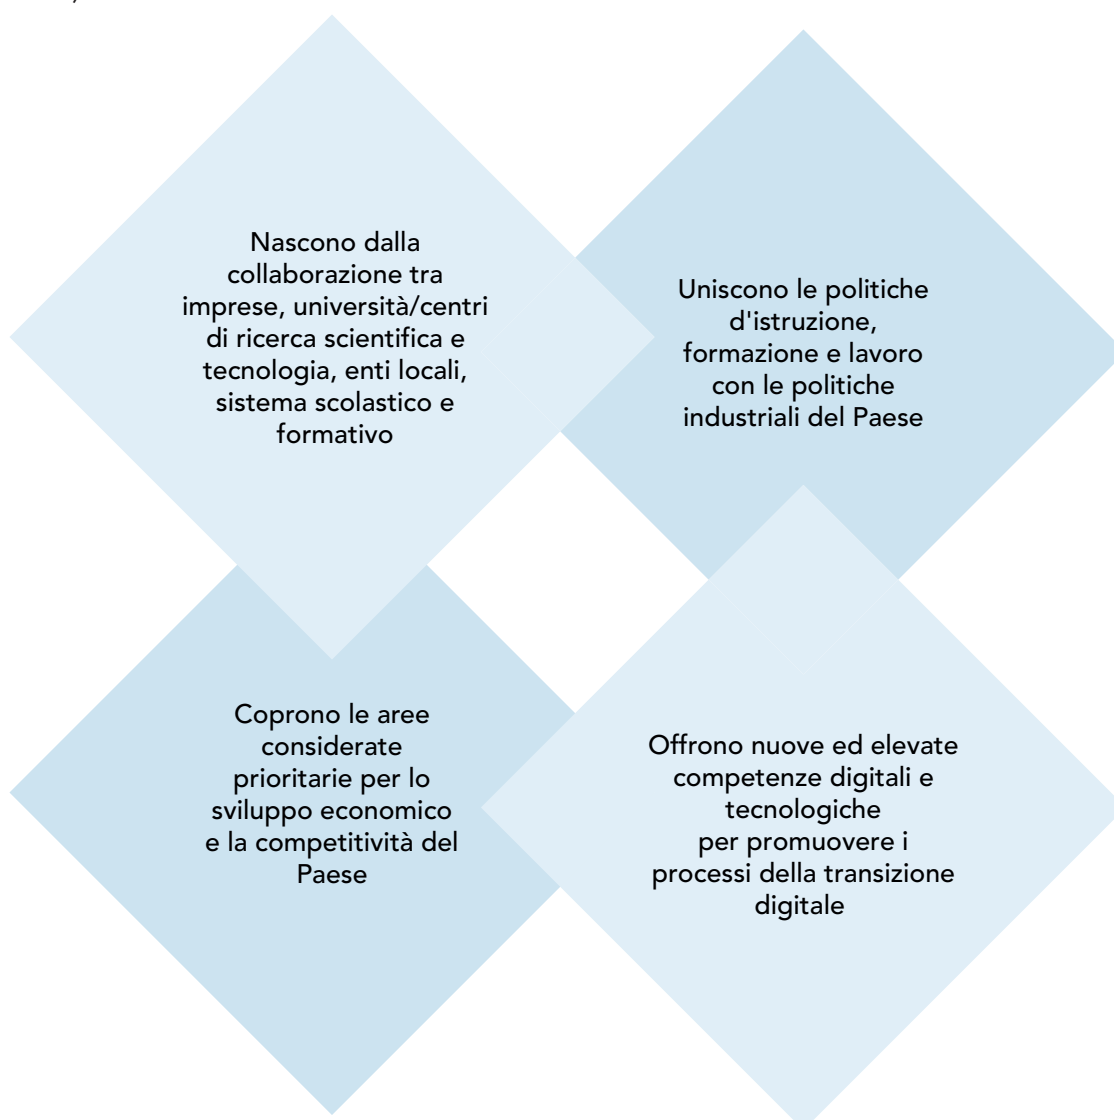 Nascono dalla
collaborazione tra
imprese, università/centri
di ricerca scientifica e
tecnologia, enti locali,
sistema scolastico e
formativo
Uniscono le politiche
d'istruzione,
formazione e lavoro
con le politiche
industriali del Paese
Coprono le aree
considerate
prioritarie per lo
sviluppo economico
e la competitività del
Paese
Offrono nuove ed elevate
competenze digitali e
tecnologiche
per promuovere i
processi della transizione
digitale